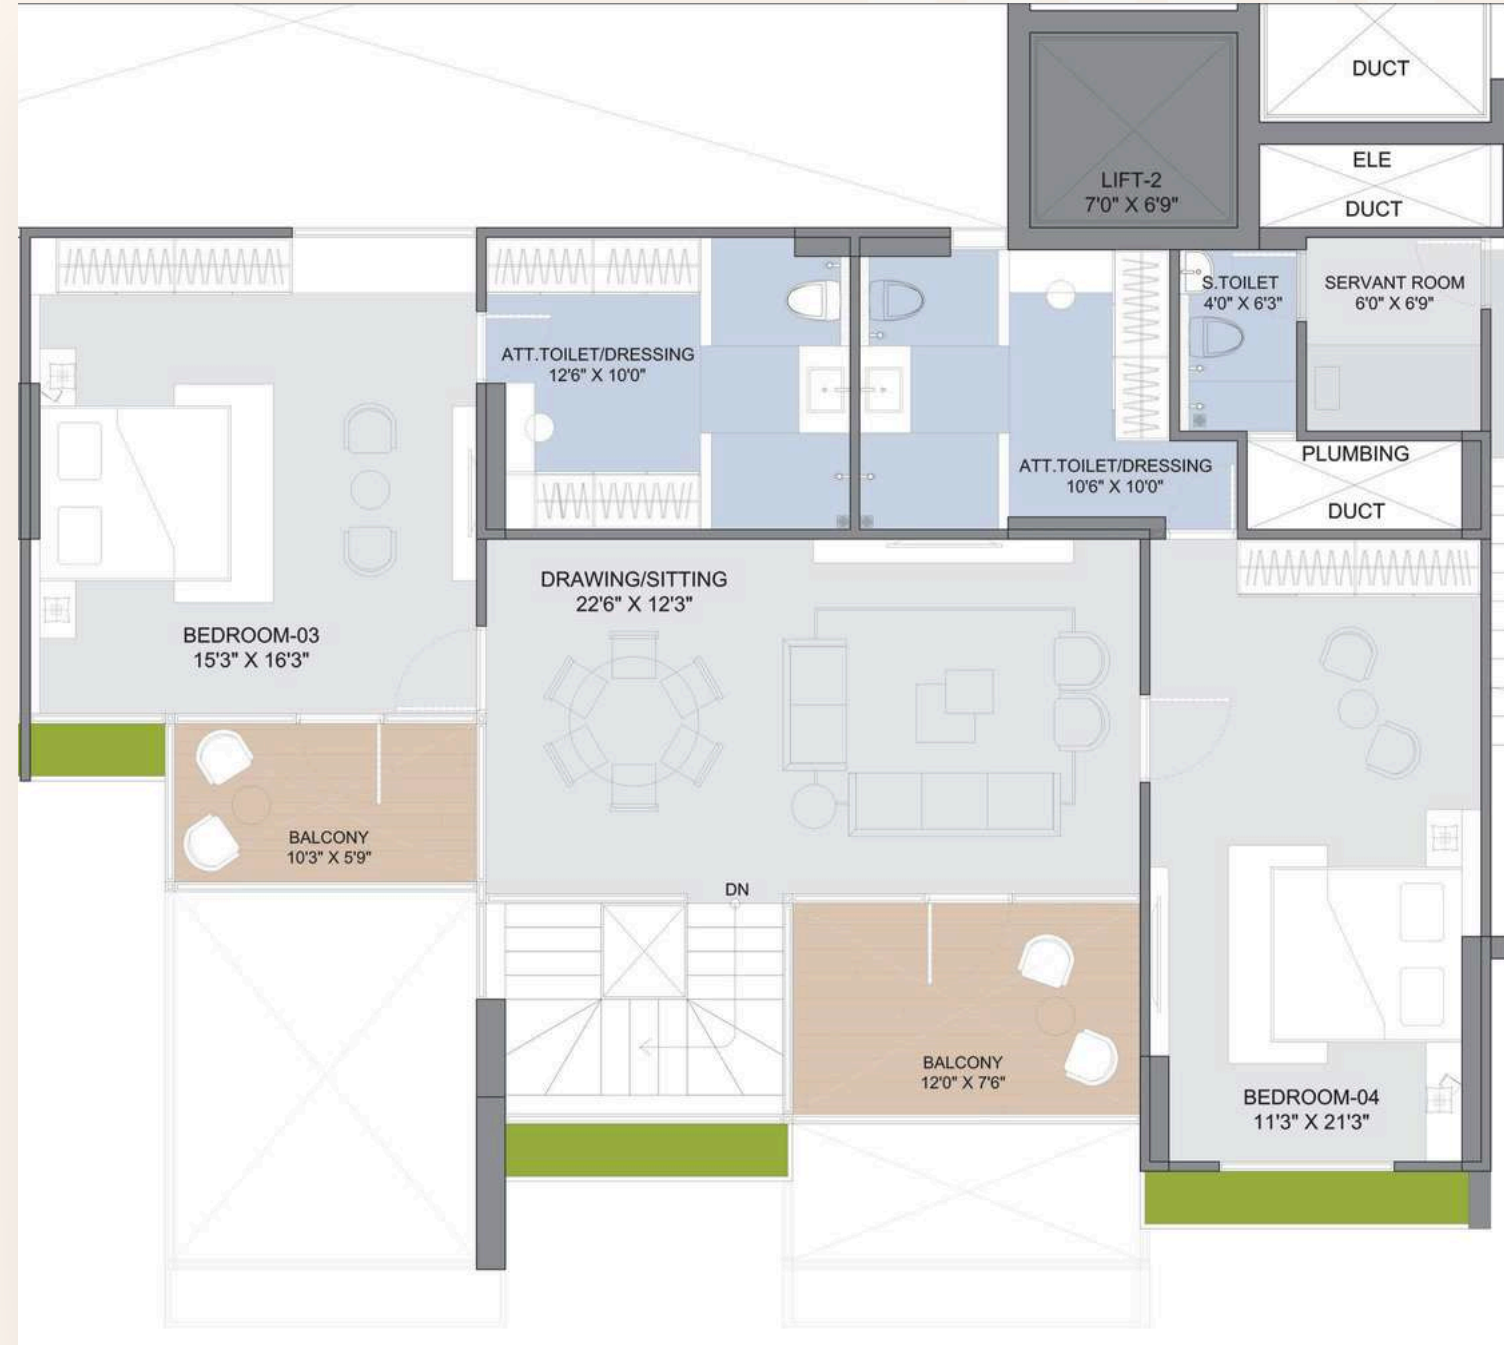 DUCT
ELE
DUCT
LIFT-2
7'0" X 6'9"
S.TOILET
4'0" X 6'3"
SERVANT ROOM
6'0" X 6'9"
ATT.TOILET/DRESSING
12'6" X 10'0"
PLUMBING
DUCT
ATT.TOILET/DRESSING
10'6" X 10'0"
DRAWING/SITTING
22'6" X 12'3"
BEDROOM-03
15'3" X 16'3"
BALCONY
10'3" X 5'9"
DN
BALCONY
12'0" X 7'6"
BEDROOM-04
11'3" X 21'3"